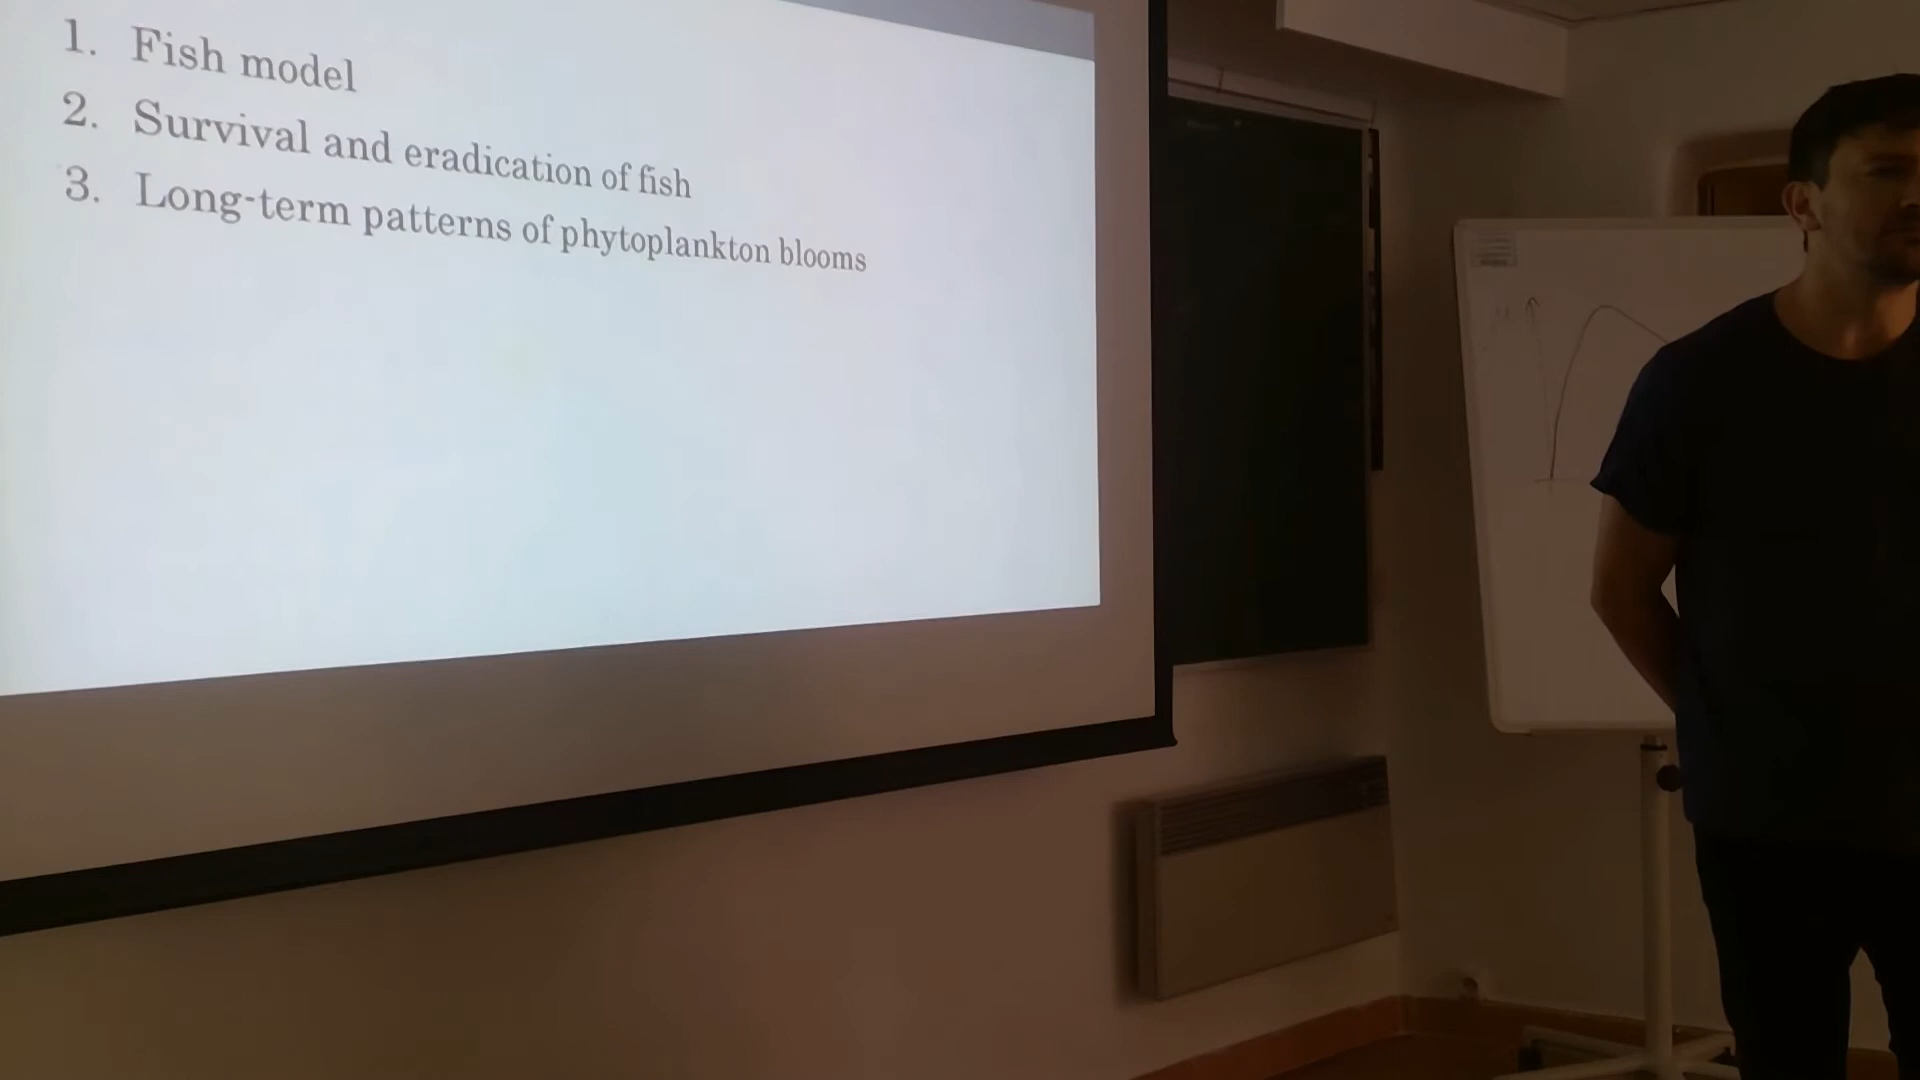 1. Fish model
2. Survival and eradication of fish
3. Long-term patterns of phytoplankton blooms